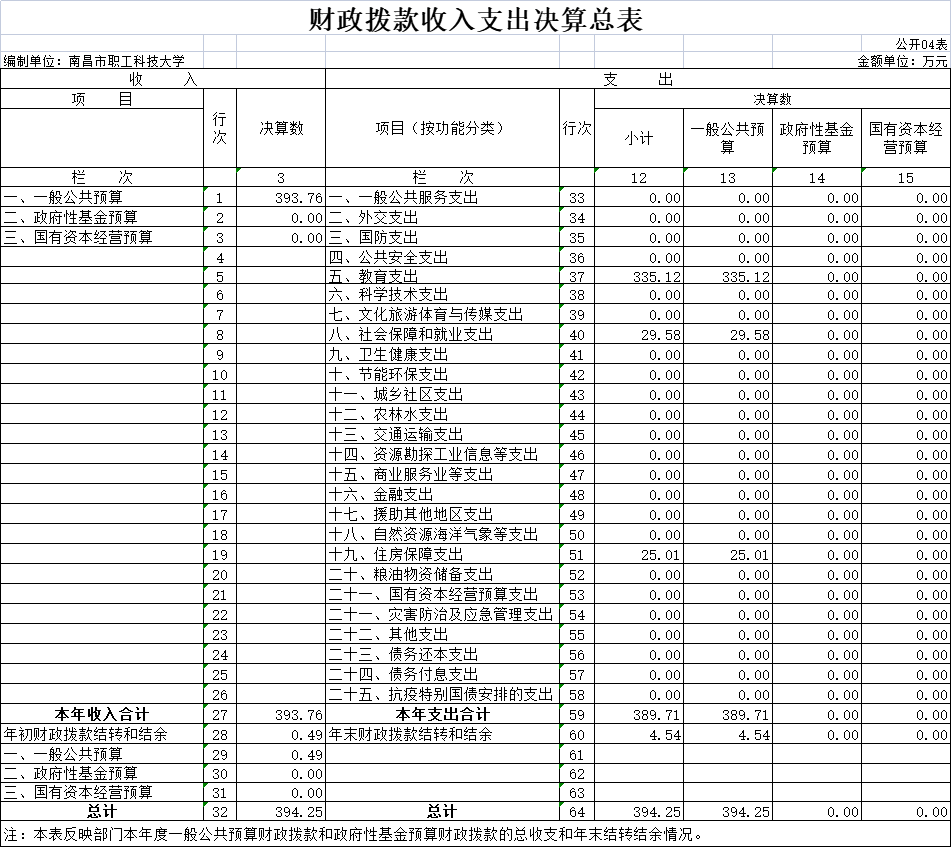 财政拨款收入支出决算总表
公开04表
编制单位：南昌市职工科技大学 金额单位：万元
收 入 支 出
项 目 行次 决算数 项目（按功能分类） 行次 决算数
小计 一般公共预算 政府性基金预算 国有资本经营预算
栏 次 3 栏 次 12 13 14 15
一、一般公共预算 1 393.76 一、一般公共服务支出 33 0.00 0.00 0.00 0.00
二、政府性基金预算 2 0.00 二、外交支出 34 0.00 0.00 0.00 0.00
三、国有资本经营预算 3 0.00 三、国防支出 35 0.00 0.00 0.00 0.00
4 四、公共安全支出 36 0.00 0.00 0.00 0.00
5 五、教育支出 37 335.12 335.12 0.00 0.00
6 六、科学技术支出 38 0.00 0.00 0.00 0.00
7 七、文化旅游体育与传媒支出 39 0.00 0.00 0.00 0.00
8 八、社会保障和就业支出 40 29.58 29.58 0.00 0.00
9 九、卫生健康支出 41 0.00 0.00 0.00 0.00
10 十、节能环保支出 42 0.00 0.00 0.00 0.00
11 十一、城乡社区支出 43 0.00 0.00 0.00 0.00
12 十二、农林水支出 44 0.00 0.00 0.00 0.00
13 十三、交通运输支出 45 0.00 0.00 0.00 0.00
14 十四、资源勘探工业信息等支出 46 0.00 0.00 0.00 0.00
15 十五、商业服务业等支出 47 0.00 0.00 0.00 0.00
16 十六、金融支出 48 0.00 0.00 0.00 0.00
17 十七、援助其他地区支出 49 0.00 0.00 0.00 0.00
18 十八、自然资源海洋气象等支出 50 0.00 0.00 0.00 0.00
19 十九、住房保障支出 51 25.01 25.01 0.00 0.00
20 二十、粮油物资储备支出 52 0.00 0.00 0.00 0.00
21 二十一、国有资本经营预算支出 53 0.00 0.00 0.00 0.00
22 二十一、灾害防治及应急管理支出 54 0.00 0.00 0.00 0.00
23 二十二、其他支出 55 0.00 0.00 0.00 0.00
24 二十三、债务还本支出 56 0.00 0.00 0.00 0.00
25 二十四、债务付息支出 57 0.00 0.00 0.00 0.00
26 二十五、抗疫特别国债安排的支出 58 0.00 0.00 0.00 0.00
本年收入合计 27 393.76 本年支出合计 59 389.71 389.71 0.00 0.00
年初财政拨款结转和结余 28 0.49 年末财政拨款结转和结余 60 4.54 4.54 0.00 0.00
一、一般公共预算 29 0.49 61
二、政府性基金预算 30 0.00 62
三、国有资本经营预算 31 0.00 63
总计 32 394.25 总计 64 394.25 394.25 0.00 0.00
注：本表反映部门本年度一般公共预算财政拨款和政府性基金预算财政拨款的总收支和年末结转结余情况。